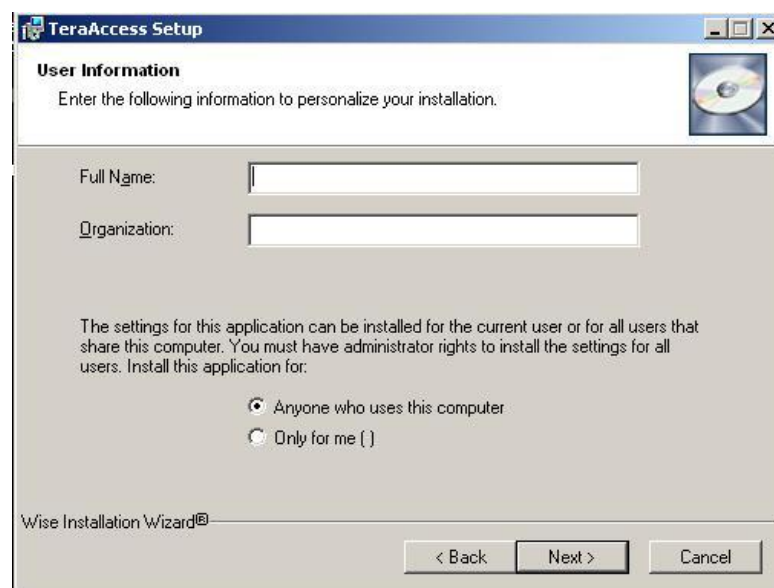 TeraAccess Setup
User Information
Enter the following information to personalize your installation.
Full Name:
Organization:
The settings for this application can be installed for the current user or for all users that
share this computer. You must have administrator rights to install the settings for all
users. Install this application for:
Anyone who uses this computer
Only for me ( )
Wise Installation Wizard®
< Back Next > Cancel